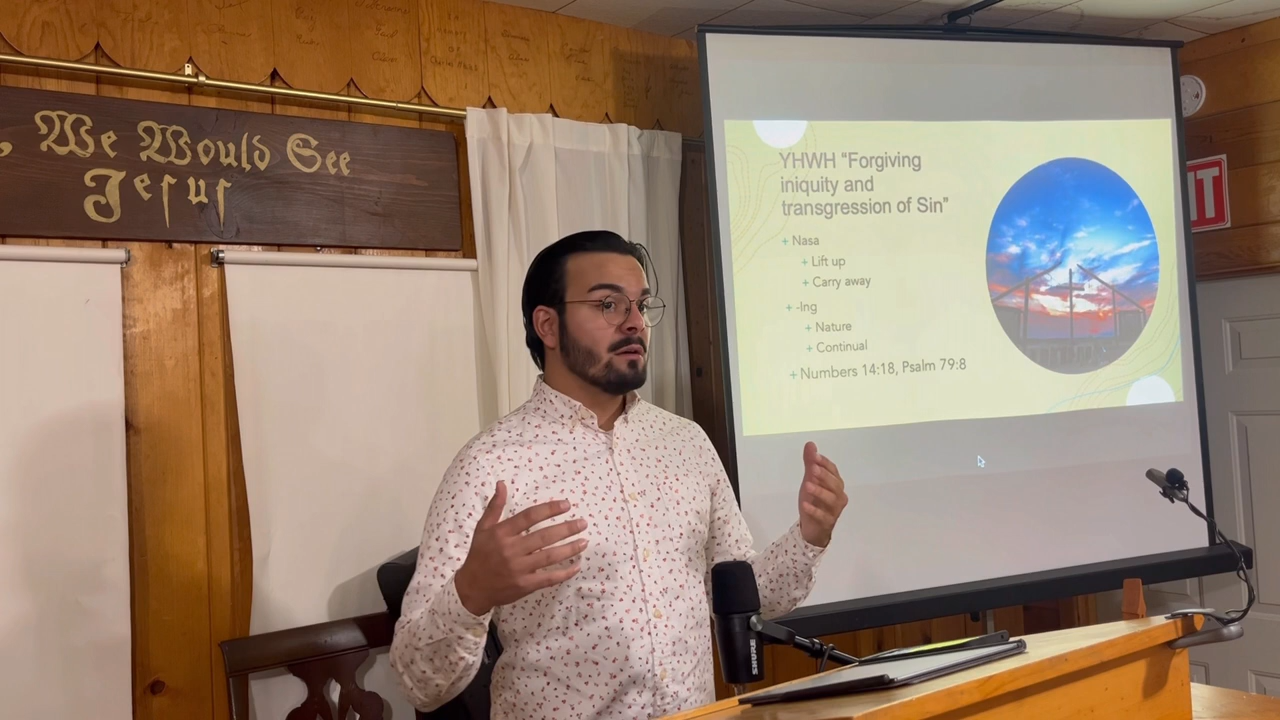 , We Would See
Jesus
YHWH "Forgiving
iniquity and
transgression of Sin"
+ Nasa
+ Lift up
+ Carry away
+ -Ing
+ Nature
+ Continual
+ Numbers 14:18, Psalm 79:8
IT
SHURE